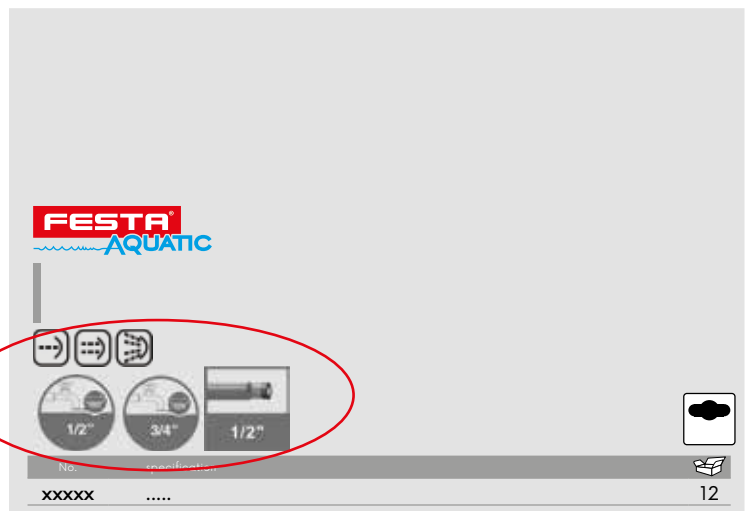 FESTA®
AQUATIC
1/2" 3/4" 1/2"
No. specification
xxxxx ..... 12